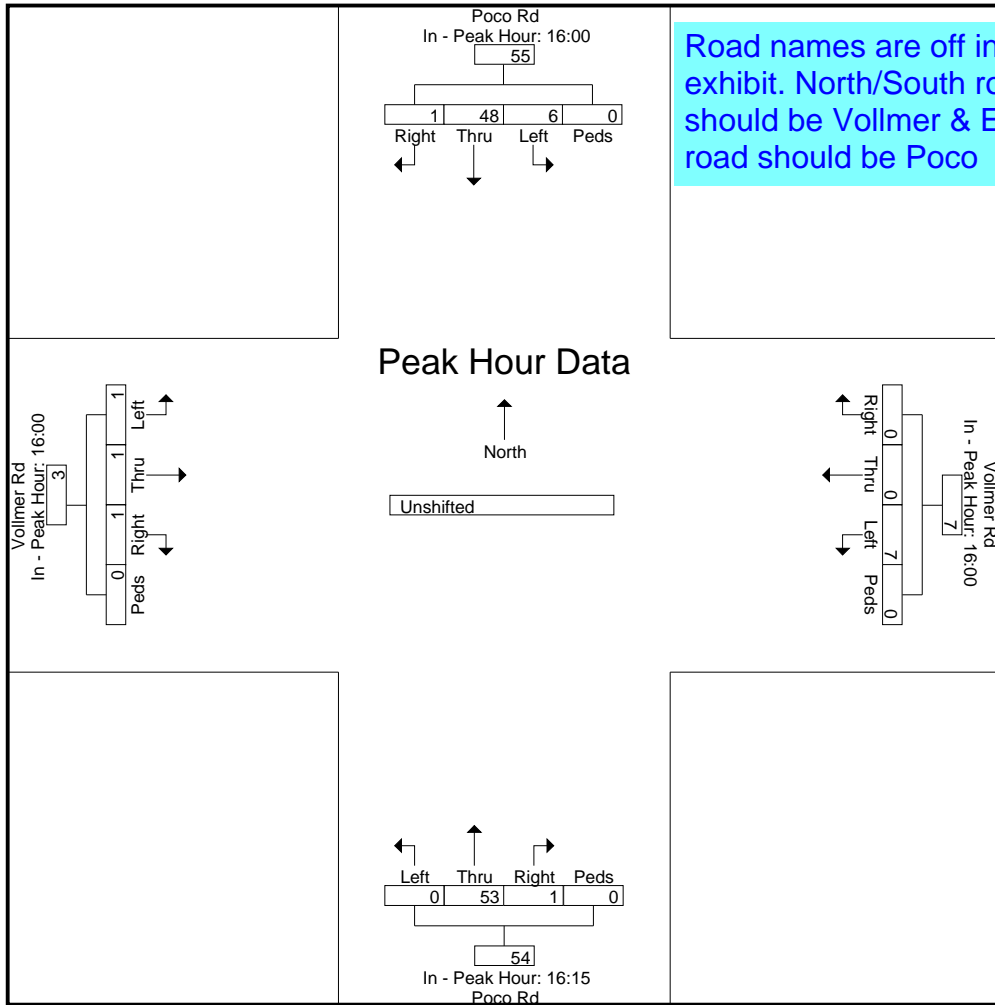 Poco Rd
In - Peak Hour: 16:00
55
1 48 6 0
Right Thru Left Peds
Road names are off in
exhibit. North/South ro
should be Vollmer & E
road should be Poco
Peak Hour Data
North
Unshifted
Vollmer Rd
In - Peak Hour: 16:00
3
1 1 1 0
Left Thru Right Peds
Vollmer Rd
In - Peak Hour: 16:00
7
0 0 7 0
Right Thru Left Peds
Left Thru Right Peds
0 53 1 0
54
In - Peak Hour: 16:15
Poco Rd